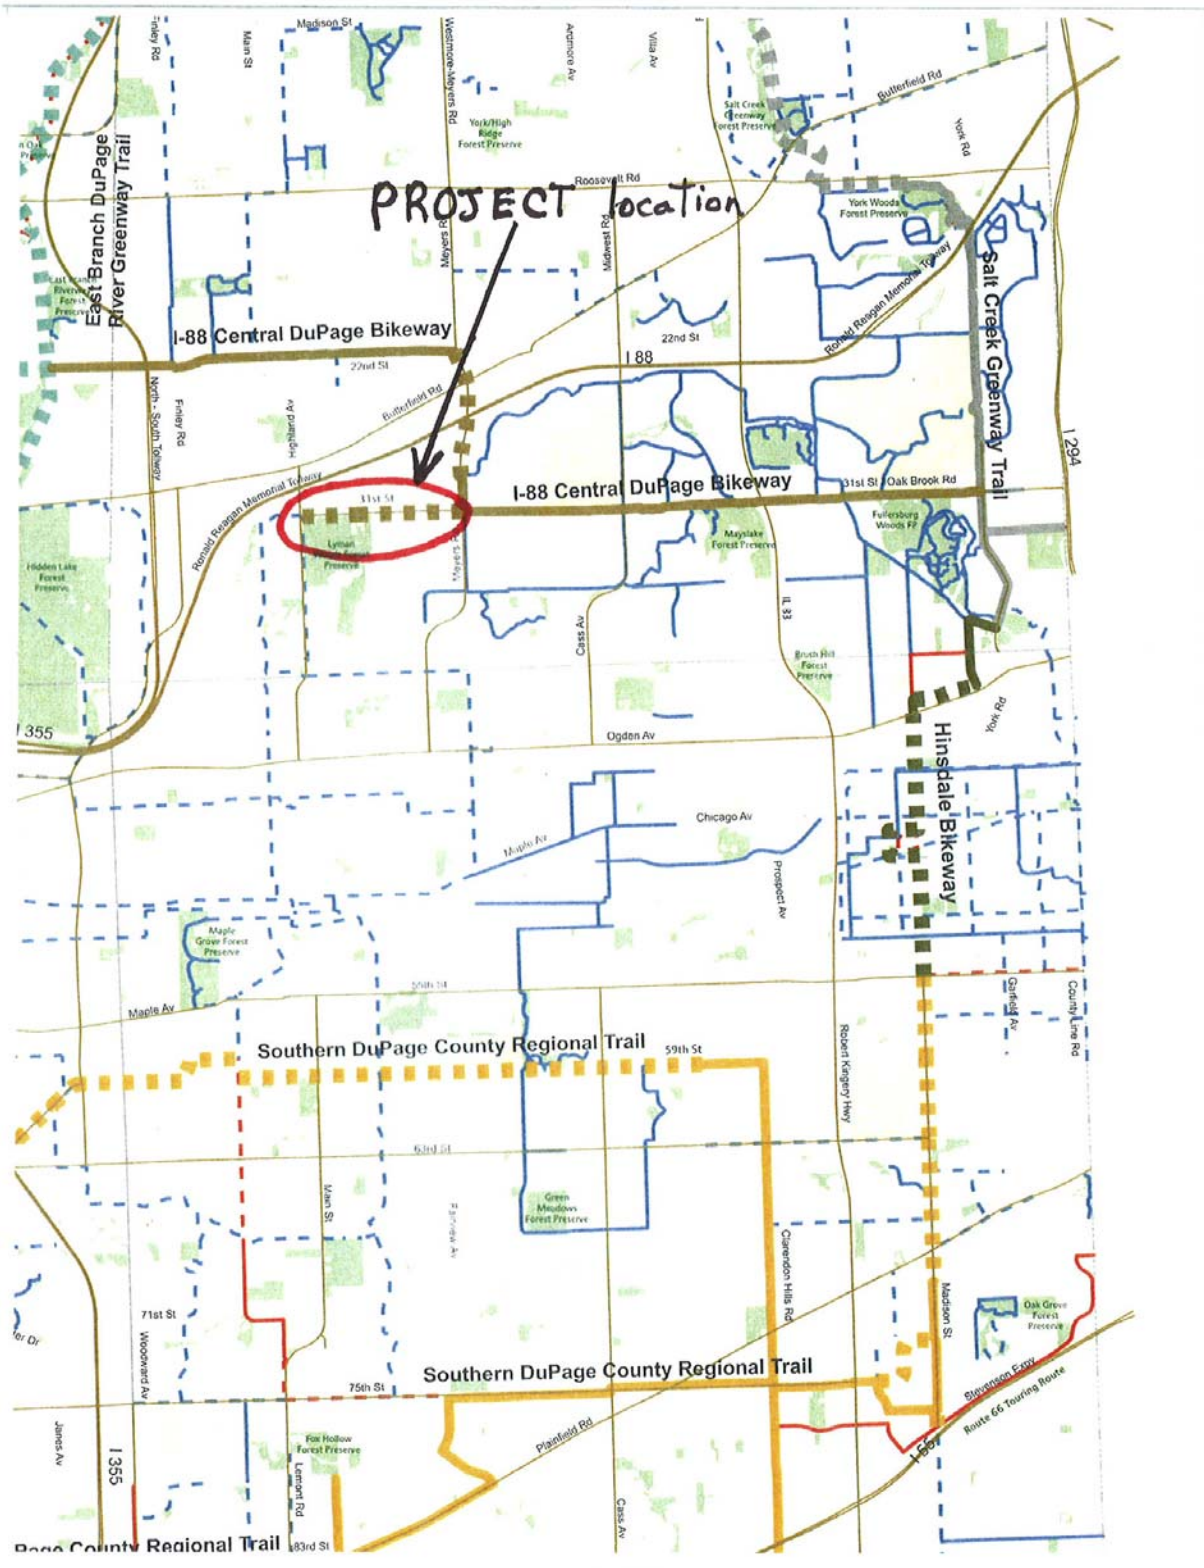 Madison St
Finley Rd
Main St
Westmore-Meyers Rd
Ardmore Av
Villa Av
Butterfield Rd
York Rd
Salt Creek
Greenway
Forest Preserve
York/High
Ridge
Forest Preserve
East Branch DuPage
River Greenway Trail
Roosevelt Rd
PROJECT location
York Woods
Forest Preserve
Meyers Rd
Midwest Rd
Forest
Preserve
Salt Creek Greenway Trail
Ronald Reagan Memorial Tollway
I-88 Central DuPage Bikeway
22nd St
I 88
22nd St
Butterfield Rd
North - South Tollway
Finley Rd
Highland Av
I 294
Ronald Reagan Memorial Tollway
31st St
I-88 Central DuPage Bikeway
31st St
Oak Brook Rd
Fullersburg
Woods FP
Mayslake
Forest Preserve
Lyman
Preserve
Hidden Lake
Forest
Preserve
Cass Av
IL 83
Brush Hill
Forest
Preserve
York Rd
I 355
Ogden Av
Hinsdale Bikeway
Chicago Av
Maple Av
Prospect Av
Maple
Grove Forest
Preserve
55th St
Maple Av
Garfield Av
County Line Rd
Southern DuPage County Regional Trail
59th St
Robert Kingery Hwy
63rd St
Main St
Fairview Av
Green
Meadows
Forest Preserve
Clarendon Hills Rd
Madison St
Oak Grove
Forest
Preserve
71st St
Woodward Av
Southern DuPage County Regional Trail
75th St
Stevenson Expy
Route 66 Touring Route
Plainfield Rd
I 55
Janes Av
I 355
Fox Hollow
Forest Preserve
Lemont Rd
Cass Av
Page County Regional Trail
83rd St